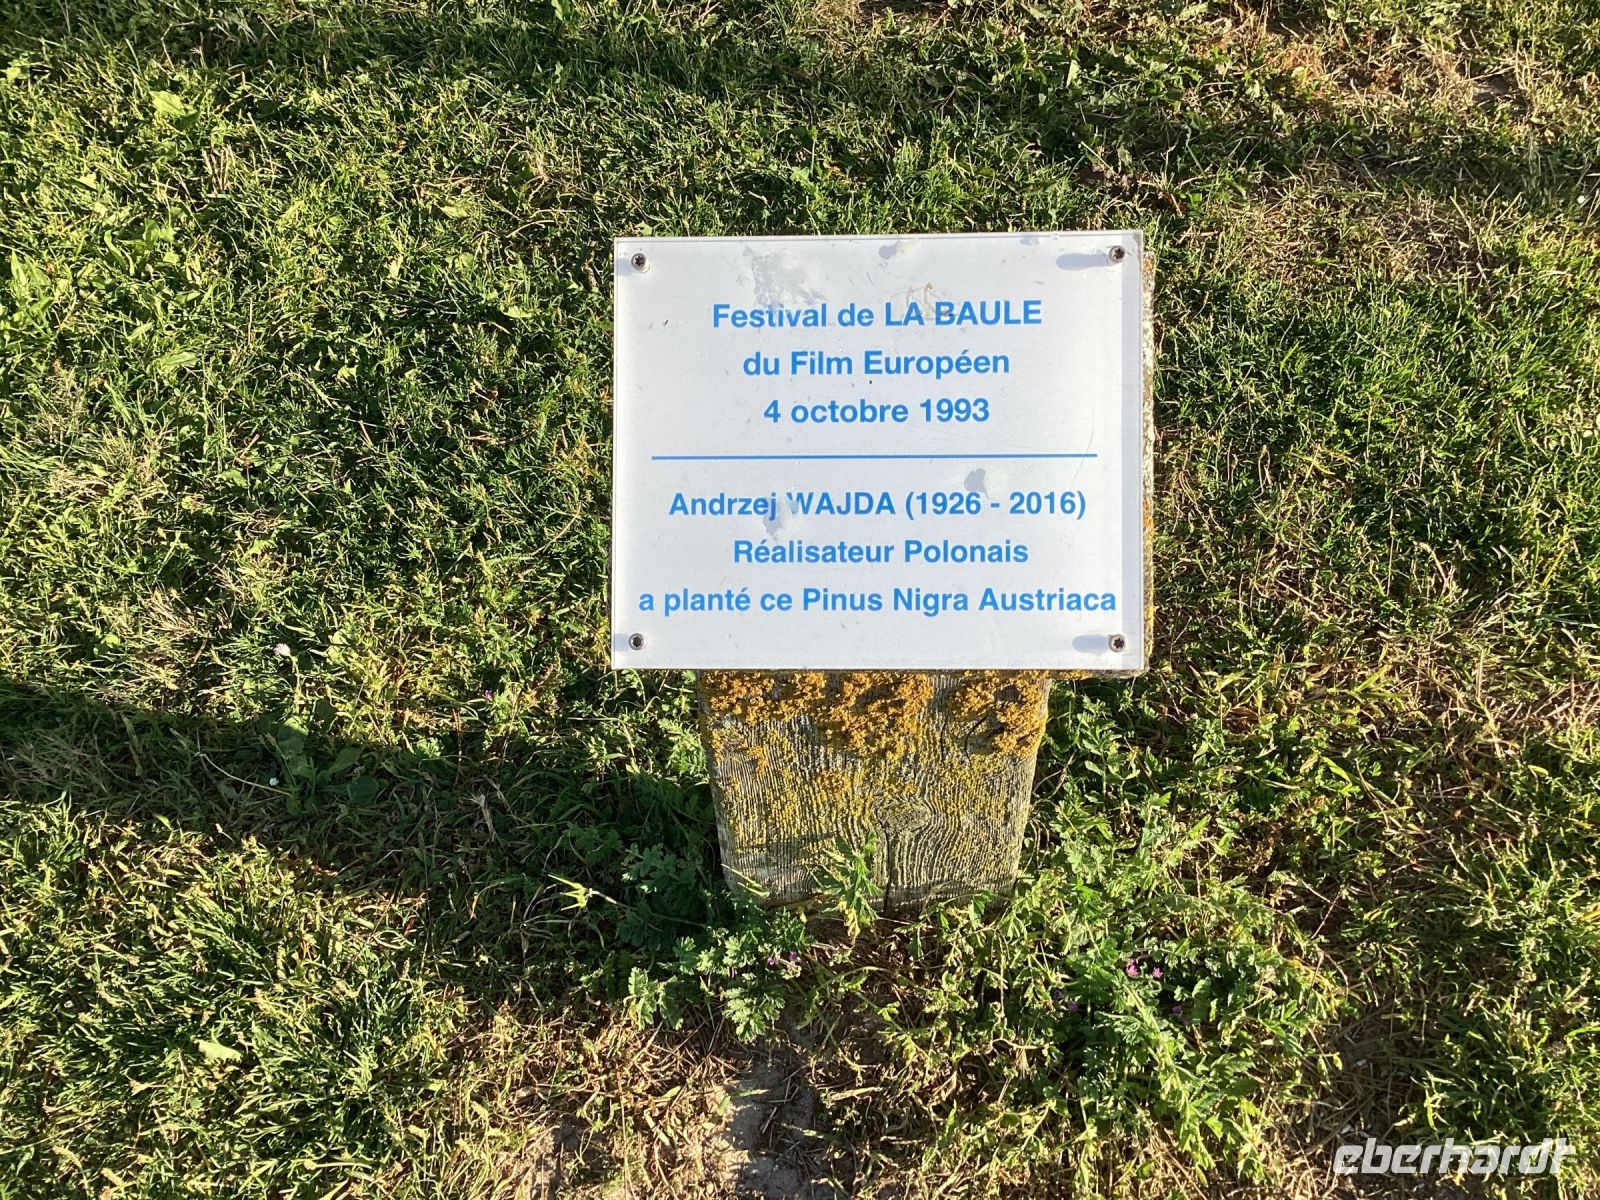 Festival de LA BAULE
du Film Européen
4 octobre 1993
Andrzej WAJDA (1926 - 2016)
Réalisateur Polonais
a planté ce Pinus Nigra Austriaca
eberhardt